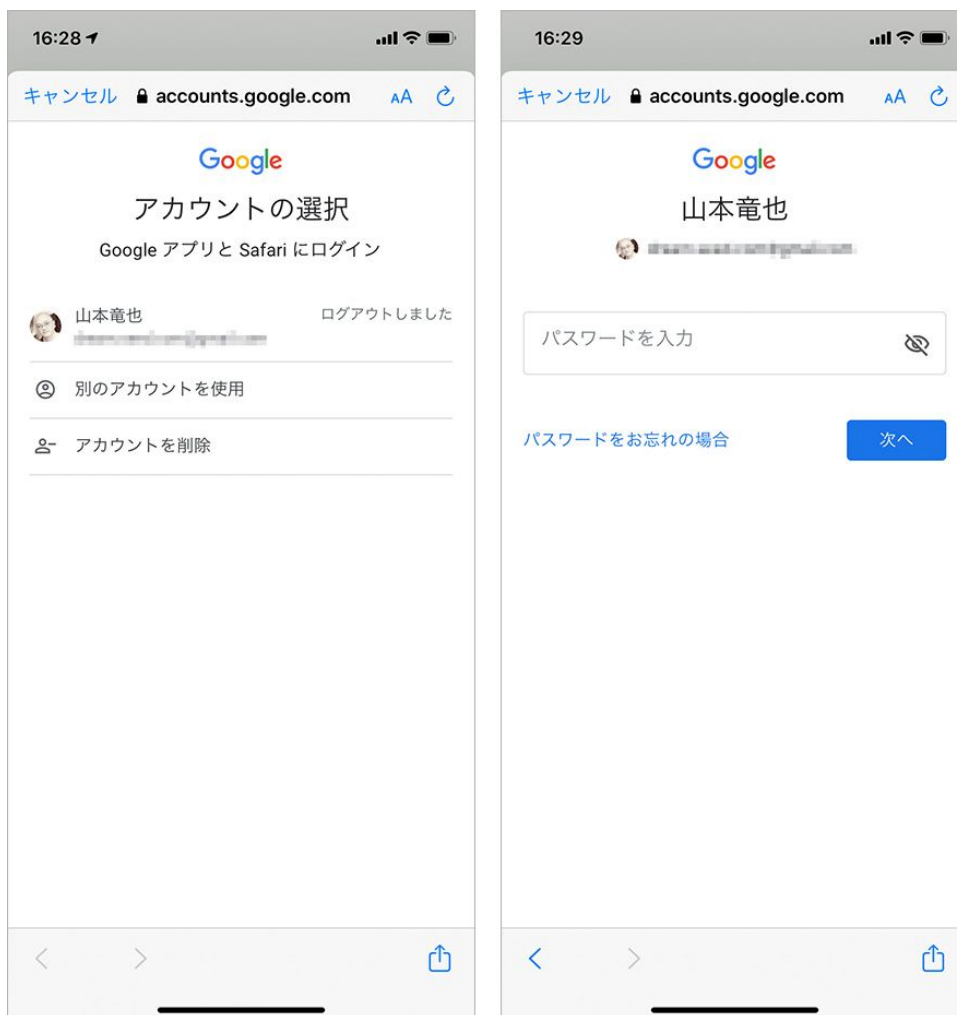 16:28
キャンセル accounts.google.com AA
Google
アカウントの選択
Google アプリと Safari にログイン
山本竜也 ログアウトしました
別のアカウントを使用
アカウントを削除
16:29
キャンセル accounts.google.com AA
Google
山本竜也
パスワードを入力
パスワードをお忘れの場合 次へ